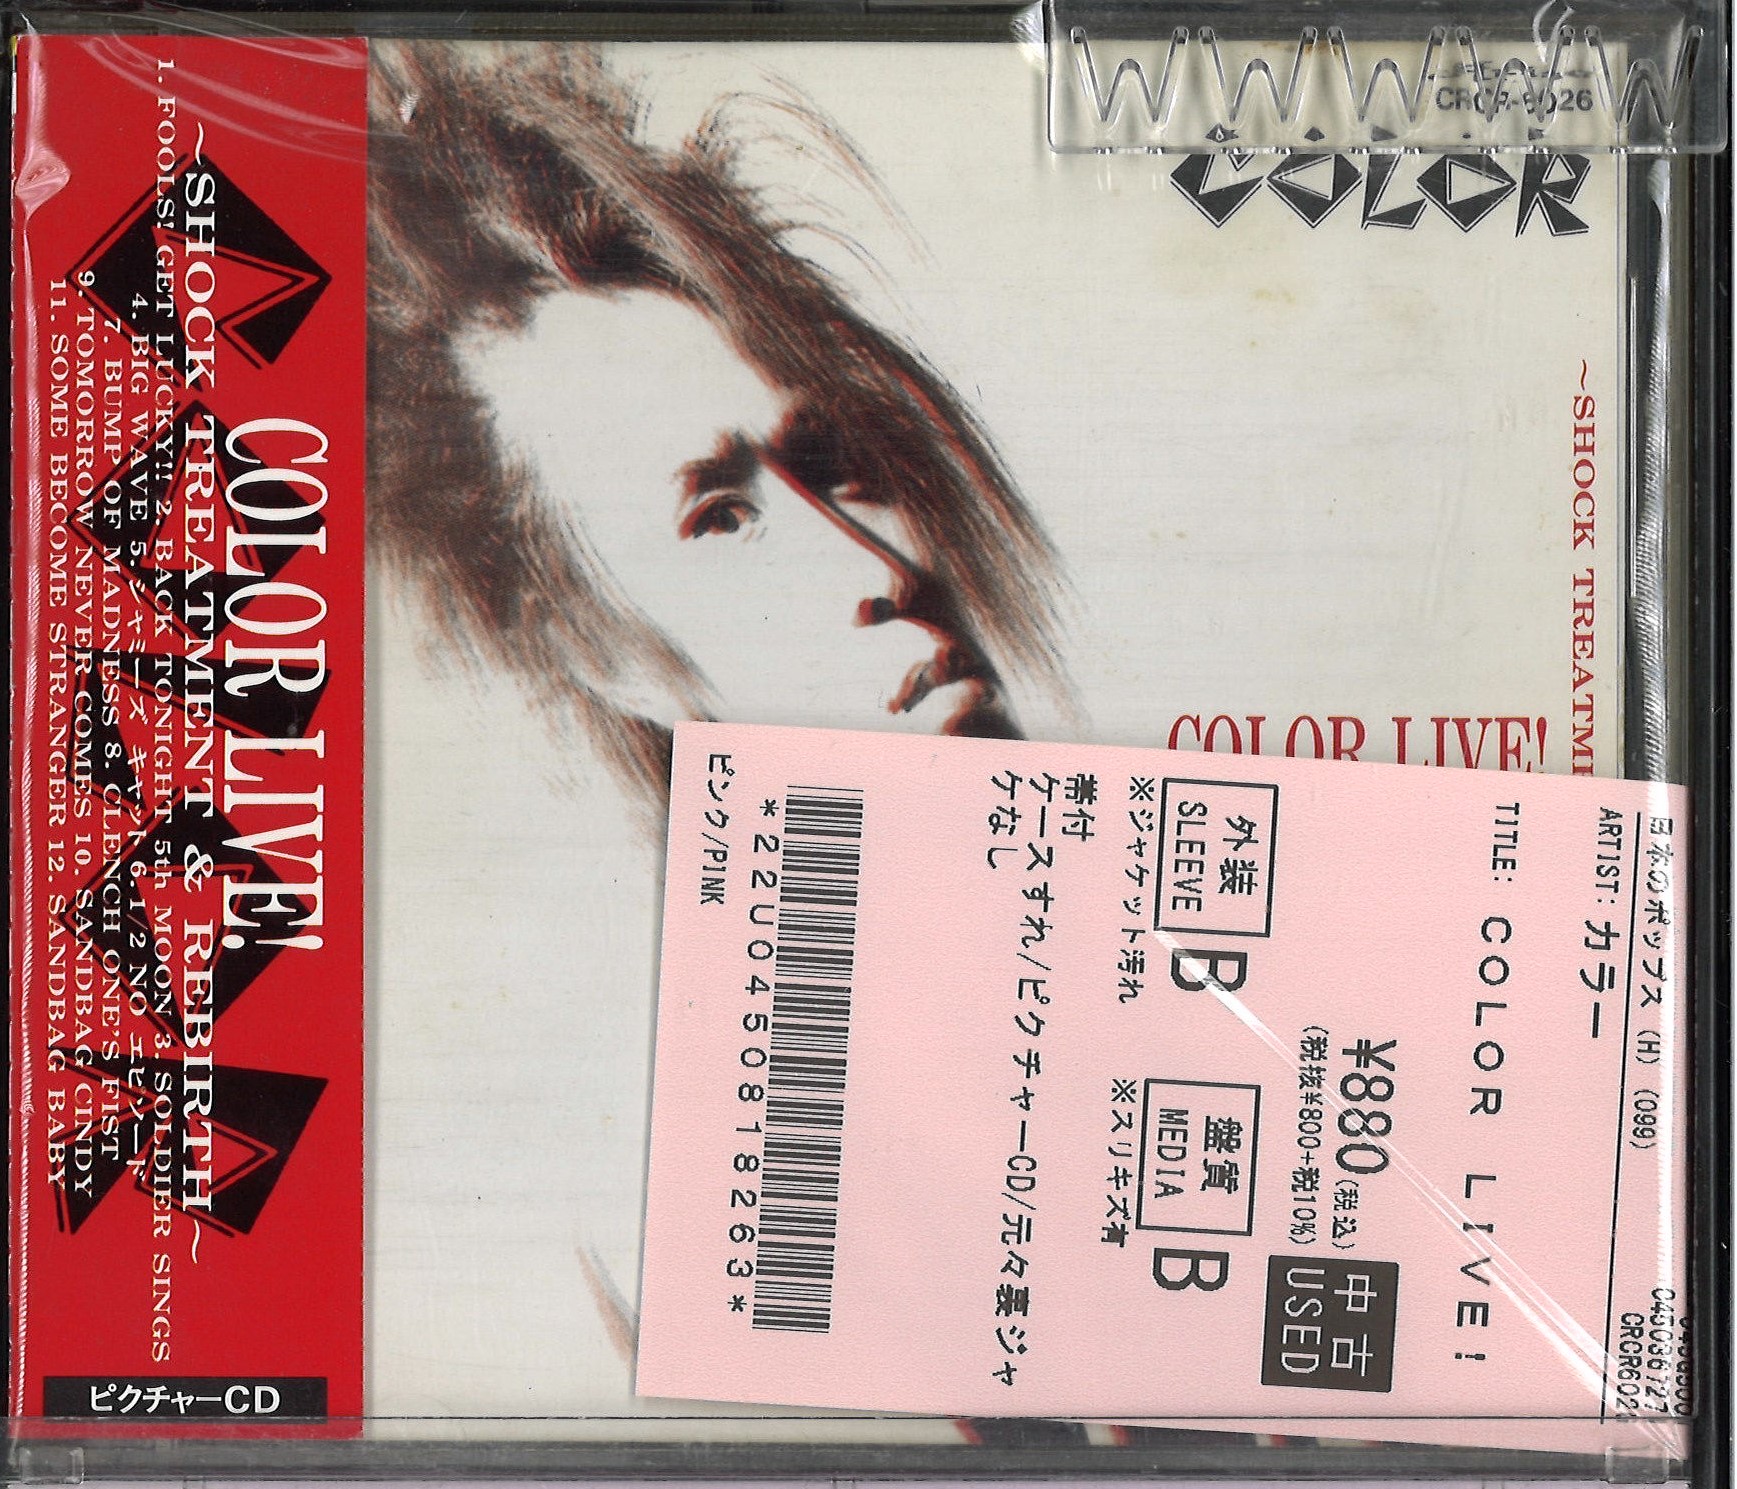 COLOR LIVE!
~SHOCK TREATMENT & REBIRTH~
1. FOOLS! GET LUCKY!! 2. BACK TONIGHT 5th MOON 3. SOLDIER SINGS
4. BIG WAVE 5. ジャミーズ キャット 6. 1/2 NO エピソード
7. BUMP OF MADNESS 8. CLENCH ONE'S FIST
9. TOMORROW NEVER COMES 10. SANDBAG CINDY
11. SOME BECOME STRANGER 12. SANDBAG BABY
ピクチャーCD
CRCR-6026
COLOR
~SHOCK TREATME
COLOR LIVE!
日本のポップス (H) (099)
CRCR602
ARTIST: カラー
TITLE: COLOR LIVE!
¥880(税込)
(税抜¥800+税10%)
中古
USED
外装
SLEEVE
B
※ジャケット汚れ
盤質
MEDIA
B
※スリキズ有
帯付
ケースすれ/ピクチャーCD/元々裏ジャ
ケなし
*22U0450818263*
ピンク/PINK